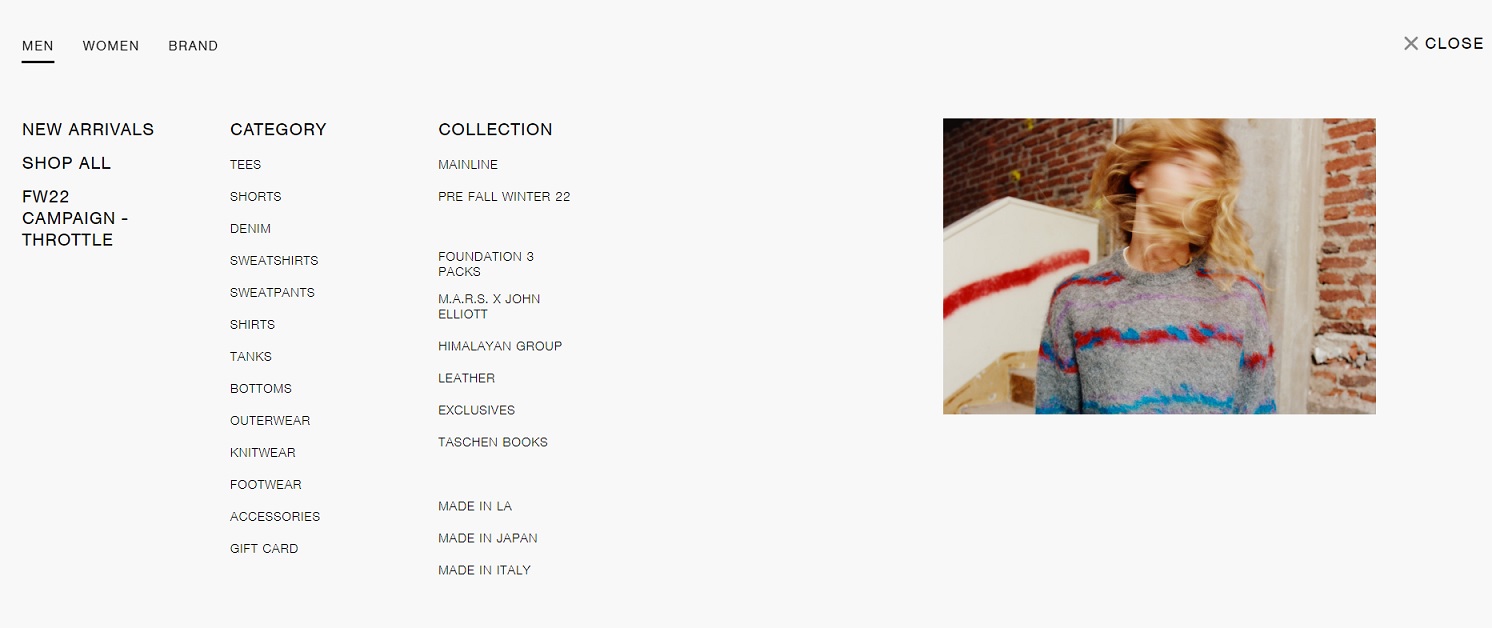 MEN WOMEN BRAND
CLOSE
NEW ARRIVALS
SHOP ALL
FW22
CAMPAIGN -
THROTTLE
CATEGORY
TEES
SHORTS
DENIM
SWEATSHIRTS
SWEATPANTS
SHIRTS
TANKS
BOTTOMS
OUTERWEAR
KNITWEAR
FOOTWEAR
ACCESSORIES
GIFT CARD
COLLECTION
MAINLINE
PRE FALL WINTER 22
FOUNDATION 3
PACKS
M.A.R.S. X JOHN
ELLIOTT
HIMALAYAN GROUP
LEATHER
EXCLUSIVES
TASCHEN BOOKS
MADE IN LA
MADE IN JAPAN
MADE IN ITALY